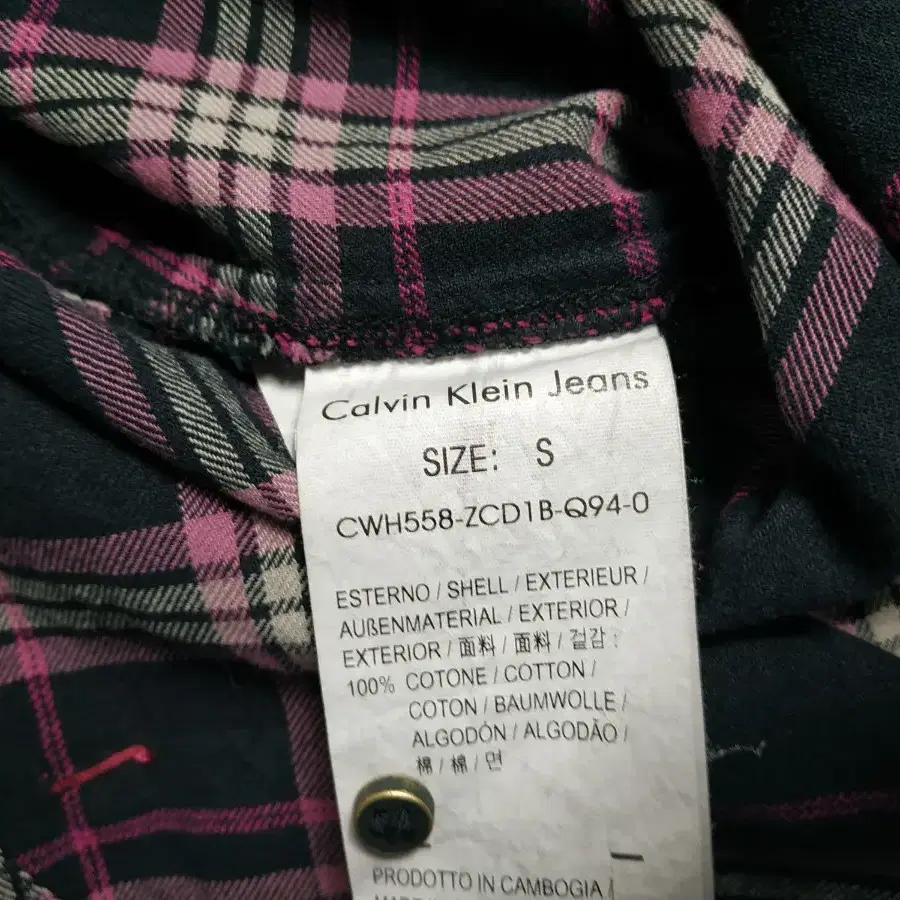 Calvin Klein Jeans
SIZE: S
CWH558-ZCD1B-Q94-0
ESTERNO / SHELL / EXTERIEUR /
AUßENMATERIAL / EXTERIOR /
EXTERIOR / 面料 / 面料 / 겉감 :
100% COTONE / COTTON /
COTON / BAUMWOLLE /
ALGODÓN / ALGODÃO /
棉 / 棉 / 면
PRODOTTO IN CAMBOGIA /